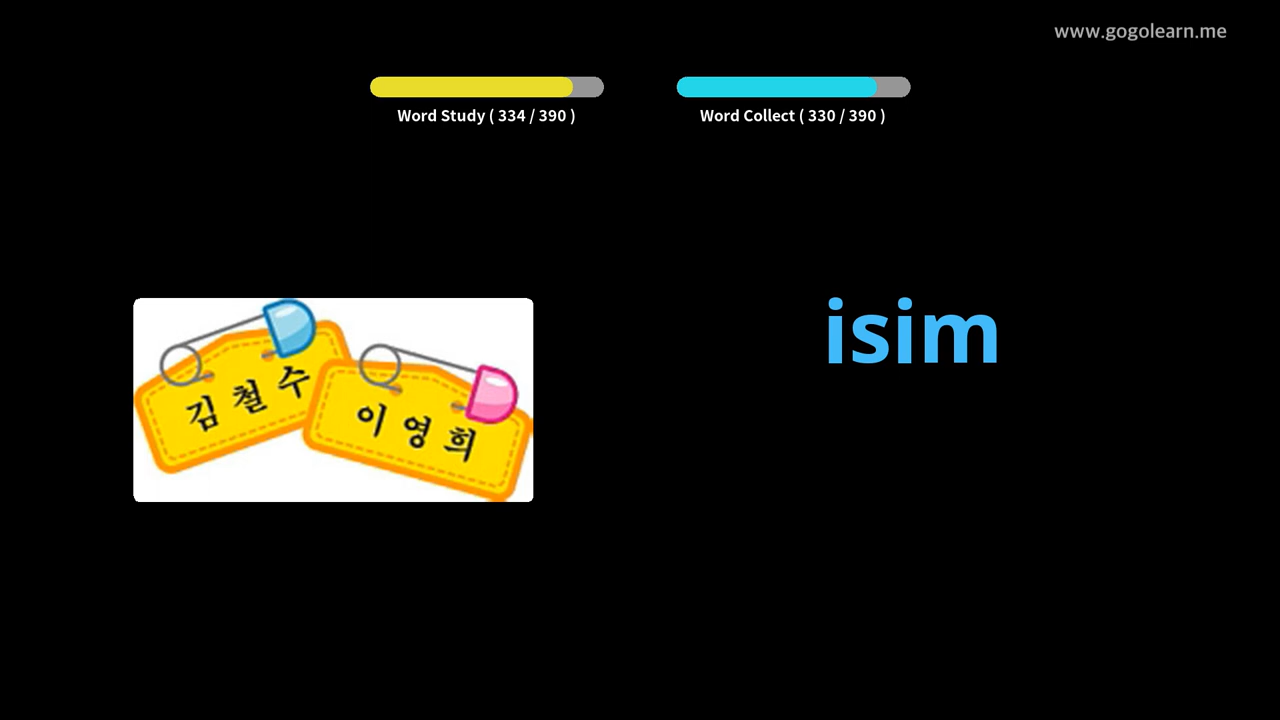 www.gogolearn.me
Word Study ( 334 / 390 )
Word Collect ( 330 / 390 )
김철수
이영희
isim